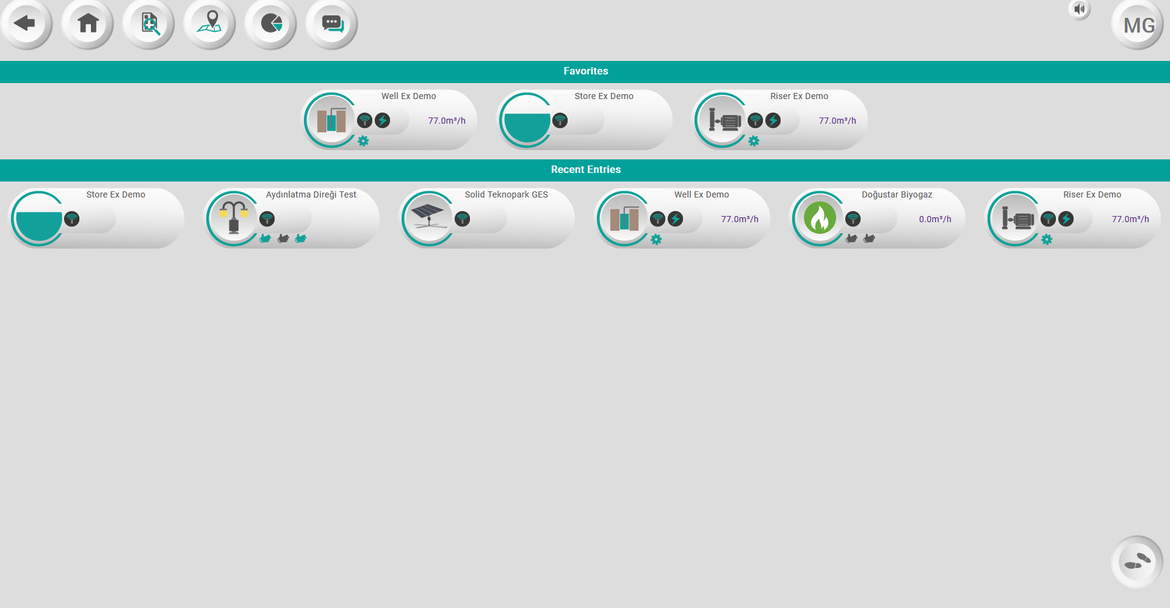 MG
Favorites
Well Ex Demo
77.0m³/h
Store Ex Demo
Riser Ex Demo
77.0m³/h
Recent Entries
Store Ex Demo
Aydınlatma Direği Test
Solid Teknopark GES
Well Ex Demo
77.0m³/h
Doğustar Biyogaz
0.0m³/h
Riser Ex Demo
77.0m³/h